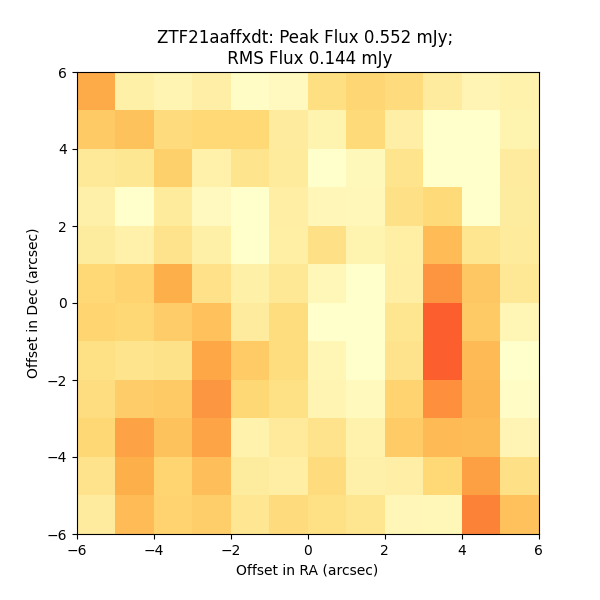 ZTF21aaffxdt: Peak Flux 0.552 mJy;
RMS Flux 0.144 mJy
6
4
2
0
−2
−4
−6
Offset in Dec (arcsec)
−6 −4 −2 0 2 4 6
Offset in RA (arcsec)